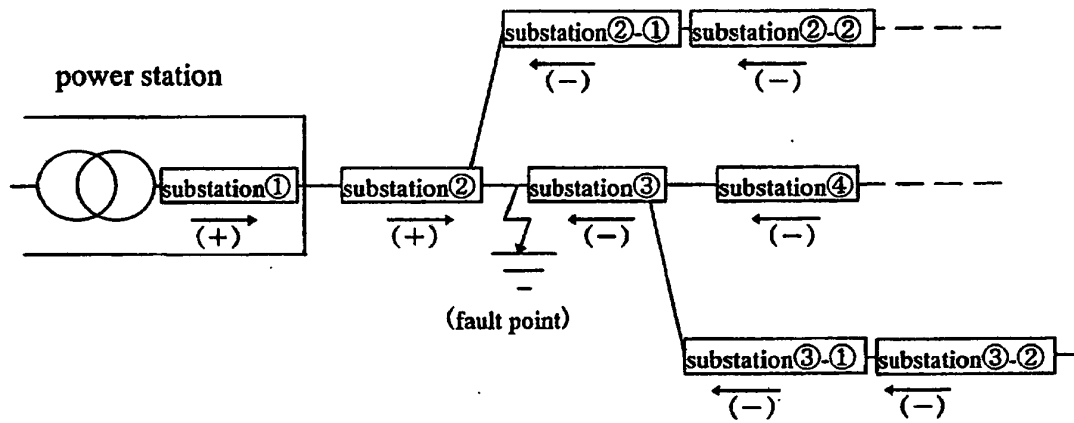 substation②-① substation②-②
(－) (－)
power station
substation① substation② substation③ substation④
(＋) (＋) (－) (－)
(fault point)
substation③-① substation③-②
(－) (－)